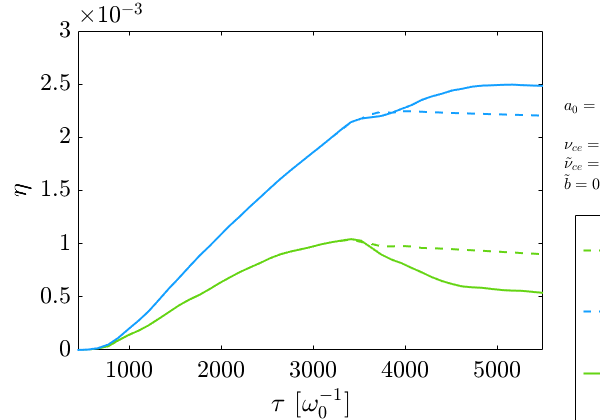 ×10⁻³
3
2.5
2
1.5
1
0.5
0
η
1000 2000 3000 4000 5000
τ [ω₀⁻¹]
a₀ =
ν_ce =
ν̃_ce =
b̃ = 0